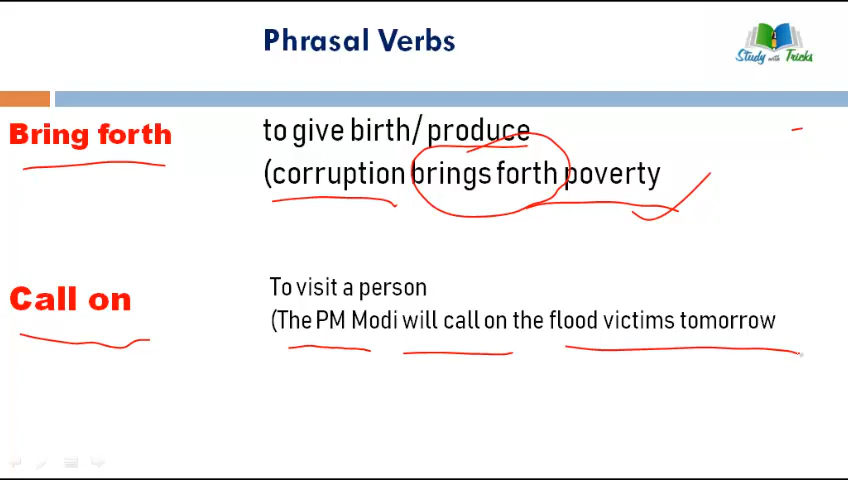 Phrasal Verbs
Study with Tricks
Bring forth
to give birth/ produce
(corruption brings forth poverty
Call on
To visit a person
(The PM Modi will call on the flood victims tomorrow